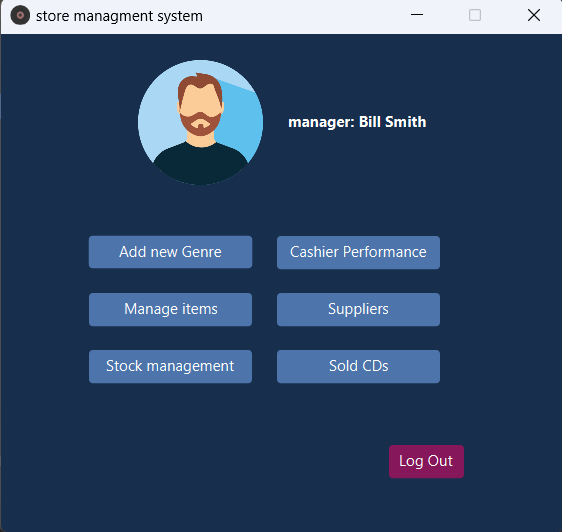 store managment system
manager: Bill Smith
Add new Genre
Cashier Performance
Manage items
Suppliers
Stock management
Sold CDs
Log Out